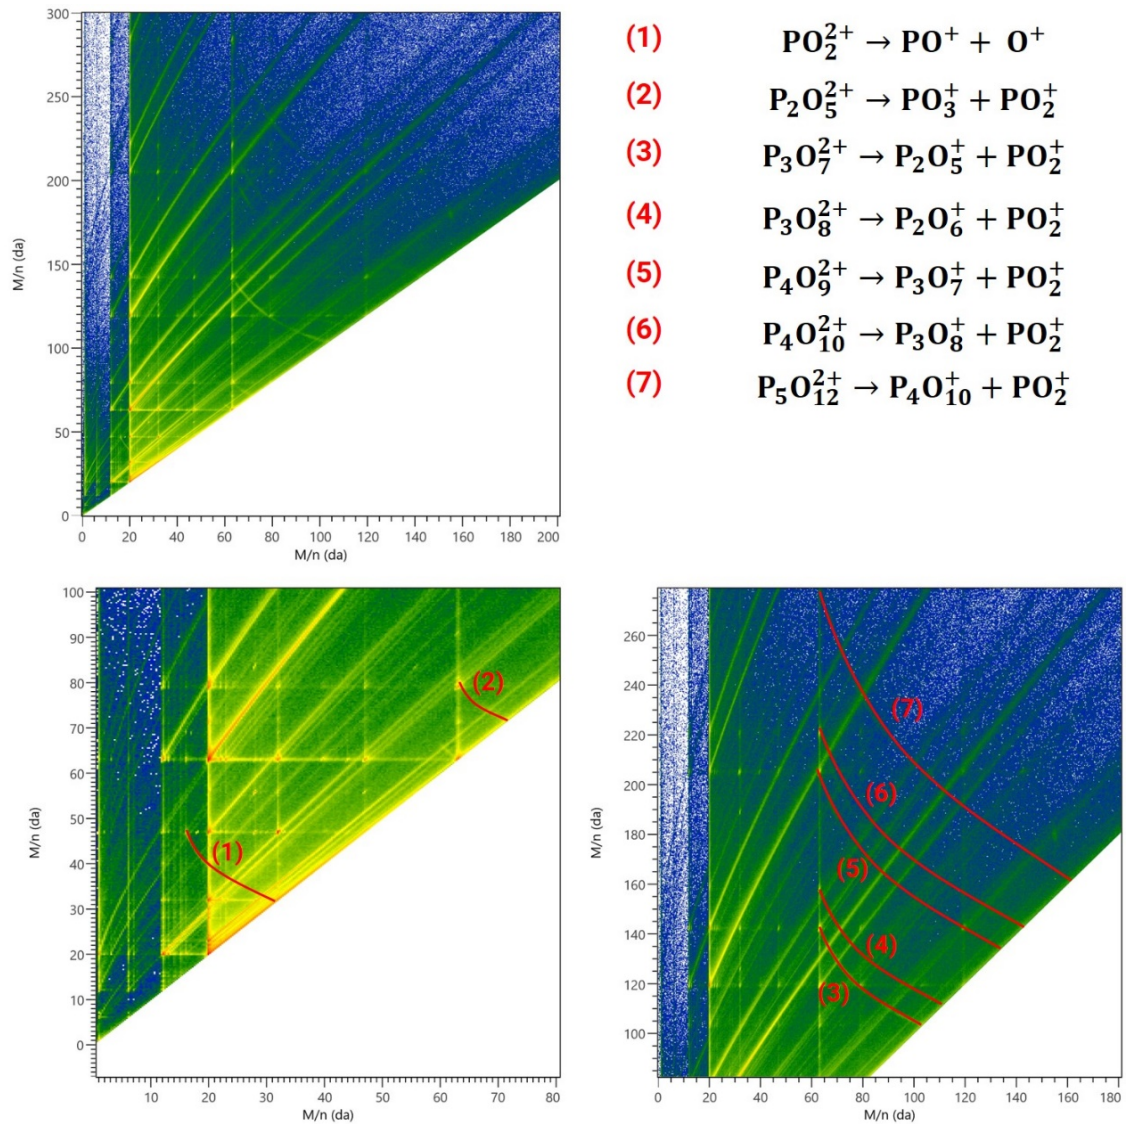 300
250
200
150
100
50
0
0 20 40 60 80 100 120 140 160 180 200
M/n (da)
M/n (da)
(1) PO₂²⁺ → PO⁺ + O⁺
(2) P₂O₅²⁺ → PO₃⁺ + PO₂⁺
(3) P₃O₇²⁺ → P₂O₅⁺ + PO₂⁺
(4) P₃O₈²⁺ → P₂O₆⁺ + PO₂⁺
(5) P₄O₉²⁺ → P₃O₇⁺ + PO₂⁺
(6) P₄O₁₀²⁺ → P₃O₈⁺ + PO₂⁺
(7) P₅O₁₂²⁺ → P₄O₁₀⁺ + PO₂⁺
100
90
80
70
60
50
40
30
20
10
0
10 20 30 40 50 60 70 80
M/n (da)
M/n (da)
(1)
(2)
260
240
220
200
180
160
140
120
100
0 20 40 60 80 100 120 140 160 180
M/n (da)
M/n (da)
(7)
(6)
(5)
(4)
(3)